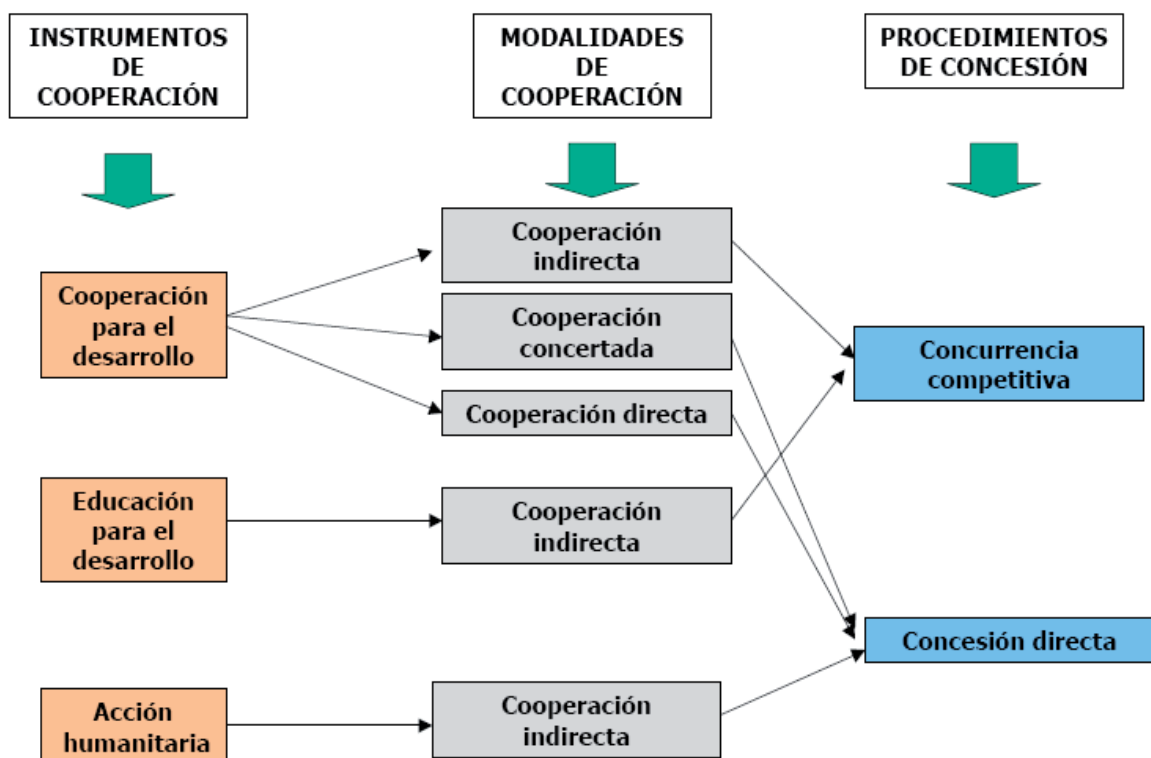 INSTRUMENTOS
DE
COOPERACIÓN
MODALIDADES
DE
COOPERACIÓN
PROCEDIMIENTOS
DE CONCESIÓN
Cooperación
para el
desarrollo
Cooperación
indirecta
Cooperación
concertada
Cooperación directa
Concurrencia
competitiva
Educación
para el
desarrollo
Cooperación
indirecta
Concesión directa
Acción
humanitaria
Cooperación
indirecta